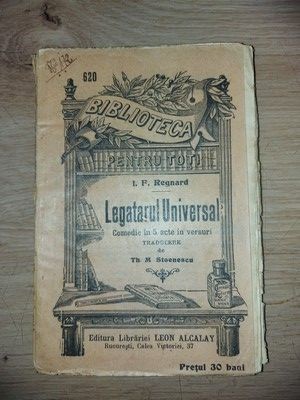 620
BIBLIOTECA
PENTRU TOȚI
I. F. Regnard
Legatarul Universal
Comedie în 5 acte în versuri
TRADUCERE
de
Th. M Stoenescu
Editura Librăriei LEON ALCALAY
București, Calea Victoriei, 37
Prețul 30 bani